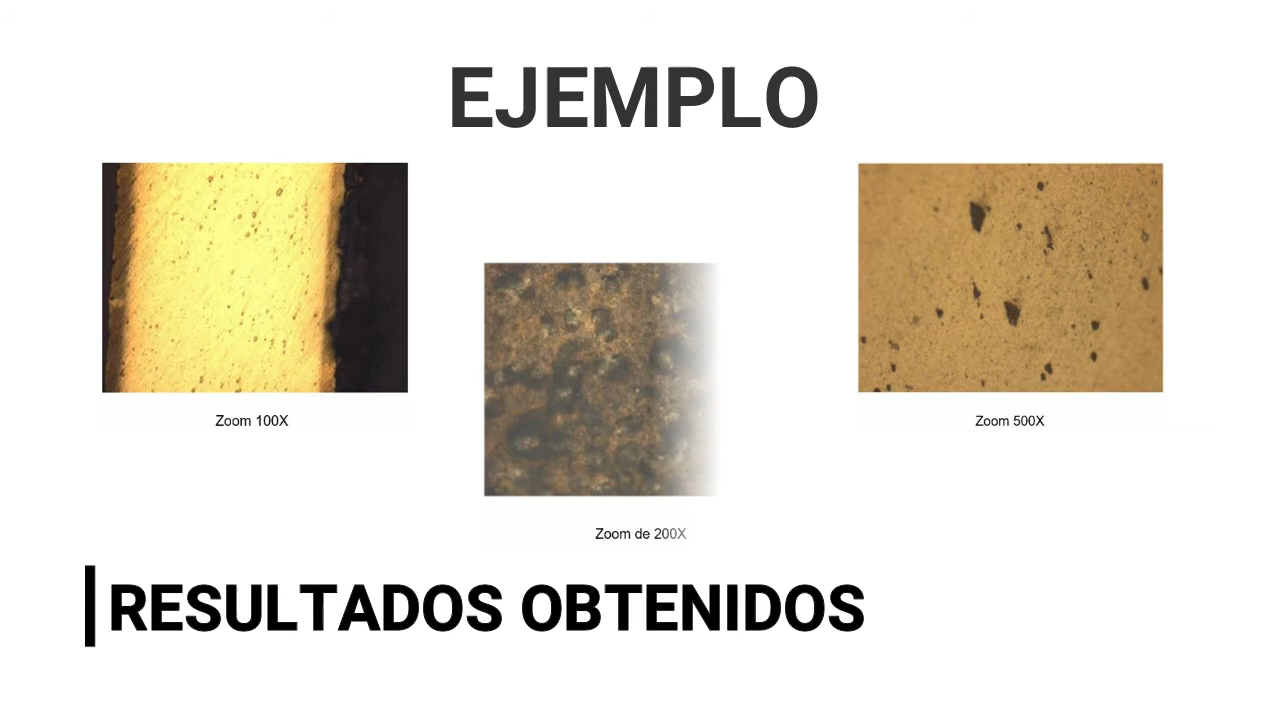 EJEMPLO
Zoom 100X
Zoom 500X
Zoom de 200X
RESULTADOS OBTENIDOS